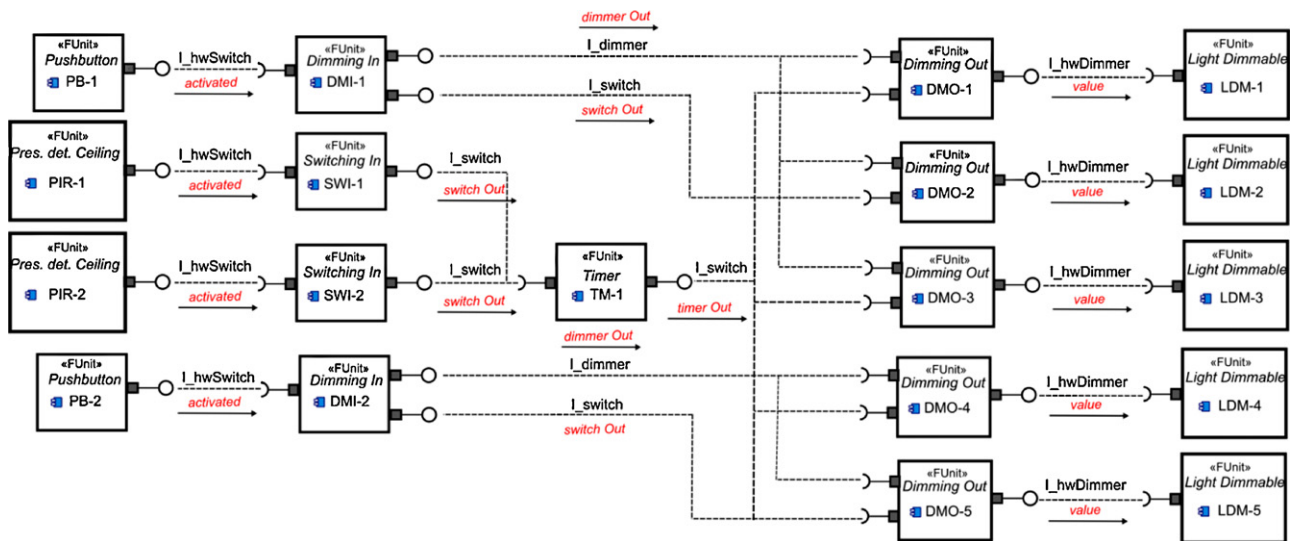 dimmer Out
I_dimmer
«FUnit»
Pushbutton
PB-1
I_hwSwitch
activated
«FUnit»
Dimming In
DMI-1
I_switch
switch Out
«FUnit»
Dimming Out
DMO-1
I_hwDimmer
value
«FUnit»
Light Dimmable
LDM-1
«FUnit»
Pres. det. Ceiling
PIR-1
I_hwSwitch
activated
«FUnit»
Switching In
SWI-1
I_switch
switch Out
«FUnit»
Dimming Out
DMO-2
I_hwDimmer
value
«FUnit»
Light Dimmable
LDM-2
«FUnit»
Pres. det. Ceiling
PIR-2
I_hwSwitch
activated
«FUnit»
Switching In
SWI-2
I_switch
switch Out
«FUnit»
Timer
TM-1
I_switch
timer Out
«FUnit»
Dimming Out
DMO-3
I_hwDimmer
value
«FUnit»
Light Dimmable
LDM-3
dimmer Out
I_dimmer
«FUnit»
Pushbutton
PB-2
I_hwSwitch
activated
«FUnit»
Dimming In
DMI-2
I_switch
switch Out
«FUnit»
Dimming Out
DMO-4
I_hwDimmer
value
«FUnit»
Light Dimmable
LDM-4
«FUnit»
Dimming Out
DMO-5
I_hwDimmer
value
«FUnit»
Light Dimmable
LDM-5